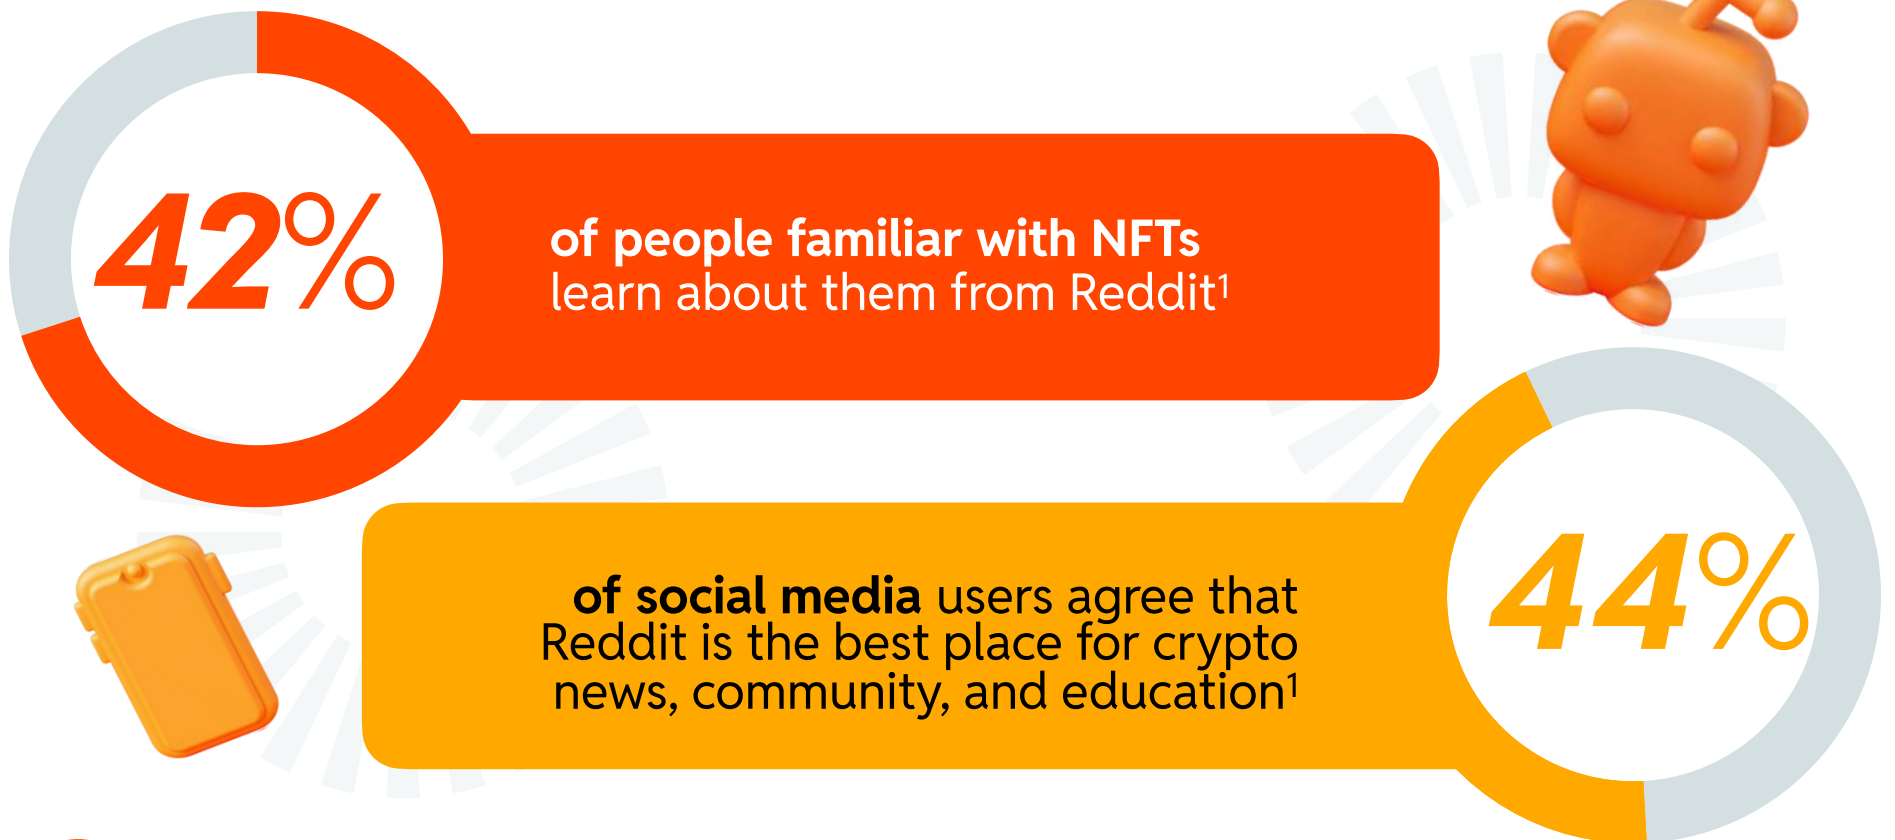 42%
of people familiar with NFTs
learn about them from Reddit¹
of social media users agree that
Reddit is the best place for crypto
news, community, and education¹
44%